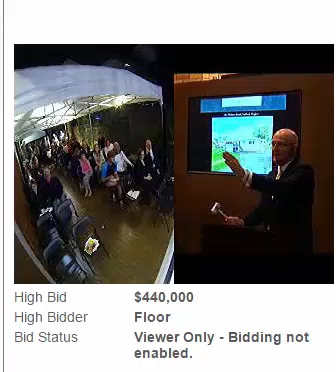 High Bid $440,000
High Bidder Floor
Bid Status Viewer Only - Bidding not
enabled.